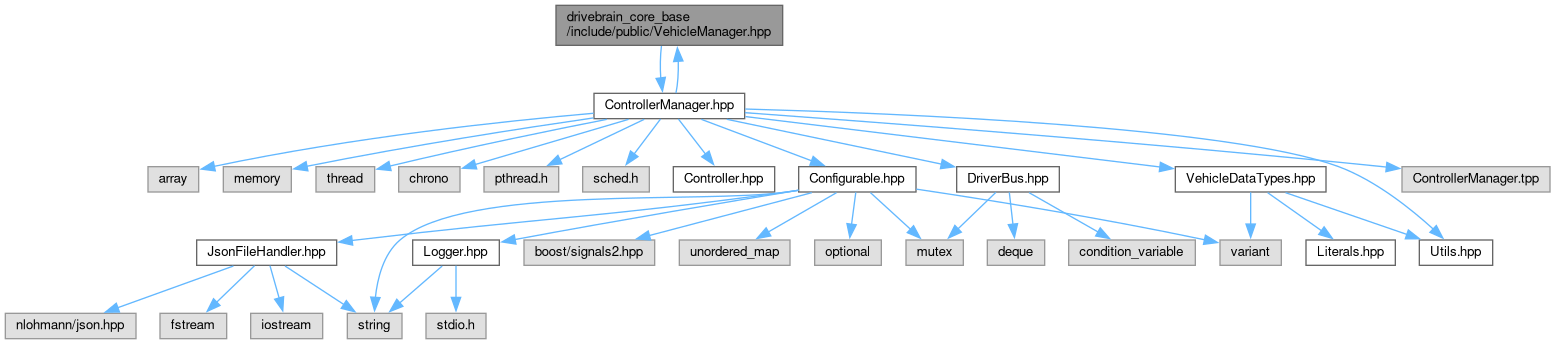 drivebrain_core_base
/include/public/VehicleManager.hpp
ControllerManager.hpp
array
memory
thread
chrono
pthread.h
sched.h
Controller.hpp
Configurable.hpp
DriverBus.hpp
VehicleDataTypes.hpp
ControllerManager.tpp
JsonFileHandler.hpp
Logger.hpp
boost/signals2.hpp
unordered_map
optional
mutex
deque
condition_variable
variant
Literals.hpp
Utils.hpp
nlohmann/json.hpp
fstream
iostream
string
stdio.h